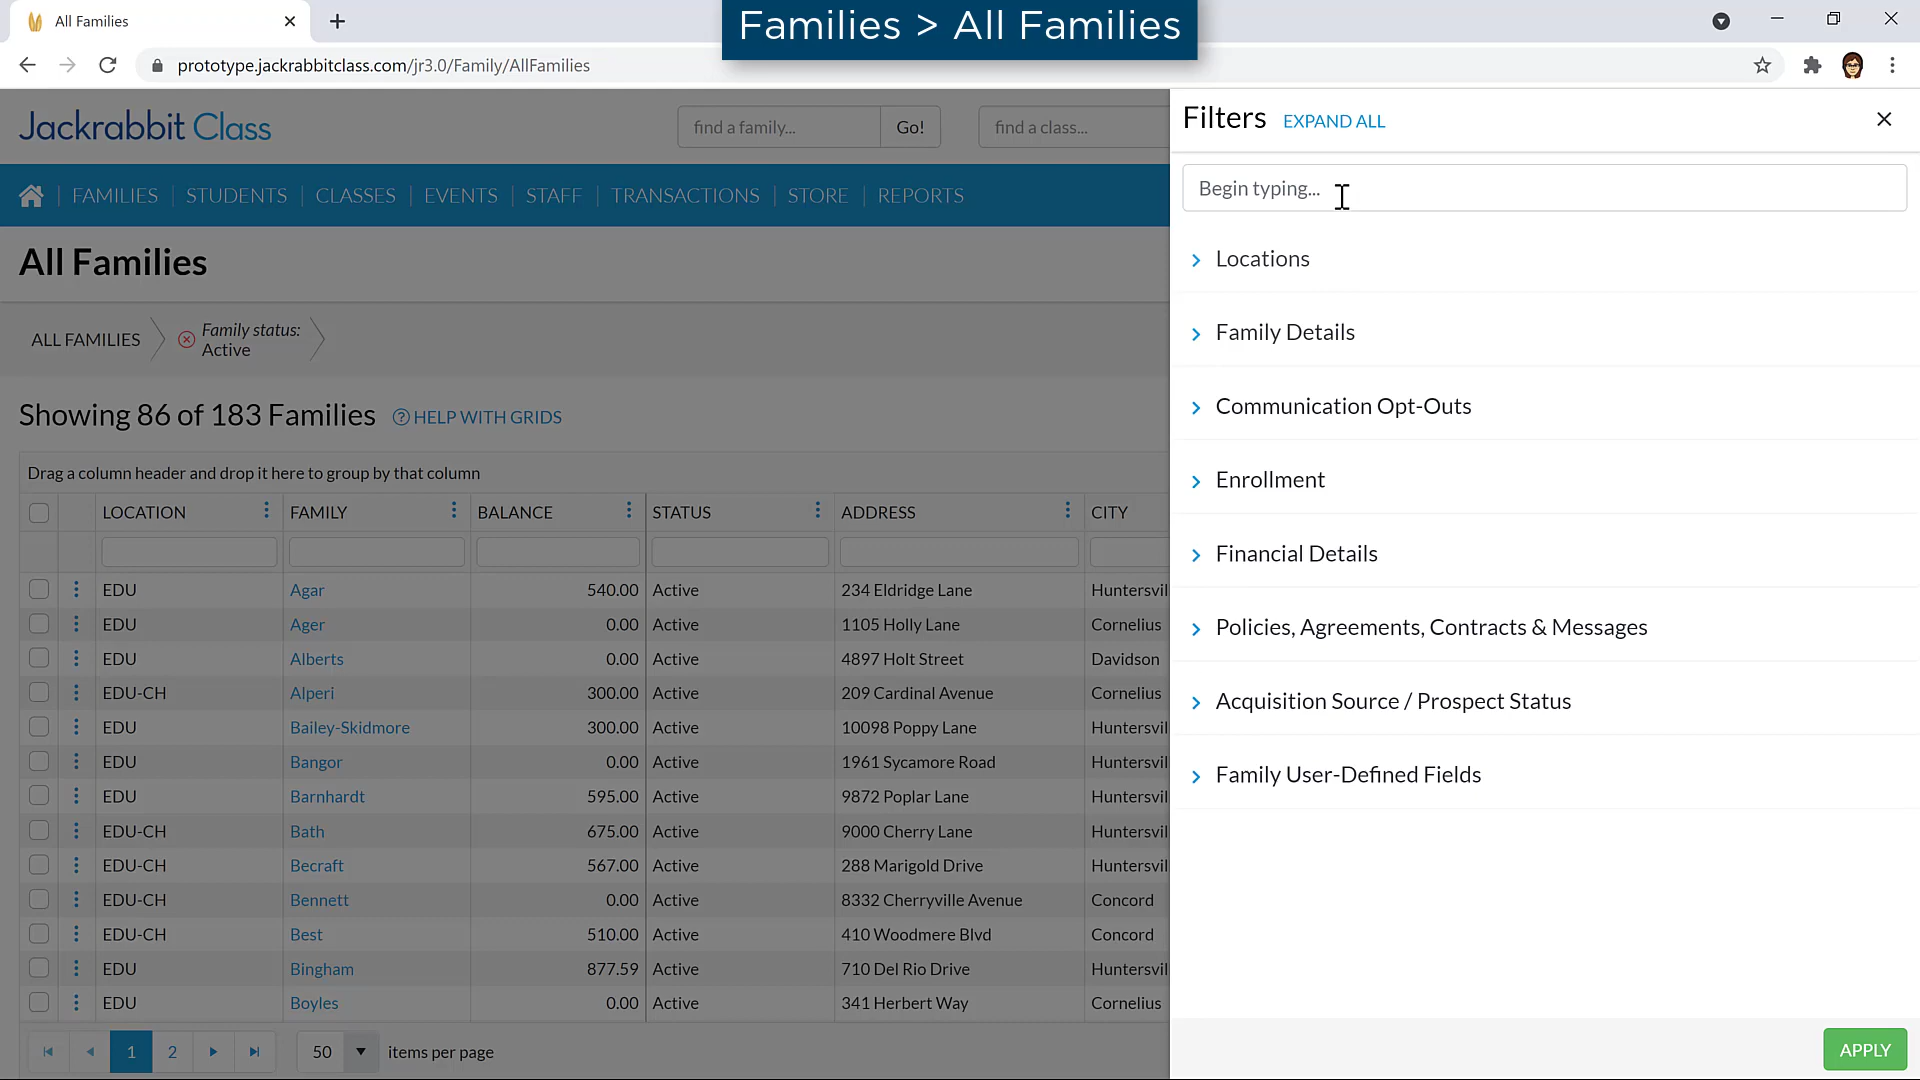 All Families
Families > All Families
prototype.jackrabbitclass.com/jr3.0/Family/AllFamilies
Jackrabbit Class
find a family...
Go!
find a class...
FAMILIES | STUDENTS | CLASSES | EVENTS | STAFF | TRANSACTIONS | STORE | REPORTS
All Families
ALL FAMILIES
Family status:
Active
Showing 86 of 183 Families
HELP WITH GRIDS
Drag a column header and drop it here to group by that column
LOCATION FAMILY BALANCE STATUS ADDRESS CITY
EDU Agar 540.00 Active 234 Eldridge Lane Huntersvil
EDU Ager 0.00 Active 1105 Holly Lane Cornelius
EDU Alberts 0.00 Active 4897 Holt Street Davidson
EDU-CH Alperi 300.00 Active 209 Cardinal Avenue Cornelius
EDU Bailey-Skidmore 300.00 Active 10098 Poppy Lane Huntersvil
EDU Bangor 0.00 Active 1961 Sycamore Road Huntersvil
EDU Barnhardt 595.00 Active 9872 Poplar Lane Huntersvil
EDU-CH Bath 675.00 Active 9000 Cherry Lane Huntersvil
EDU-CH Becraft 567.00 Active 288 Marigold Drive Huntersvil
EDU-CH Bennett 0.00 Active 8332 Cherryville Avenue Concord
EDU-CH Best 510.00 Active 410 Woodmere Blvd Concord
EDU Bingham 877.59 Active 710 Del Rio Drive Huntersvil
EDU Boyles 0.00 Active 341 Herbert Way Cornelius
1 2 50 items per page
Filters EXPAND ALL
Begin typing...
Locations
Family Details
Communication Opt-Outs
Enrollment
Financial Details
Policies, Agreements, Contracts & Messages
Acquisition Source / Prospect Status
Family User-Defined Fields
APPLY